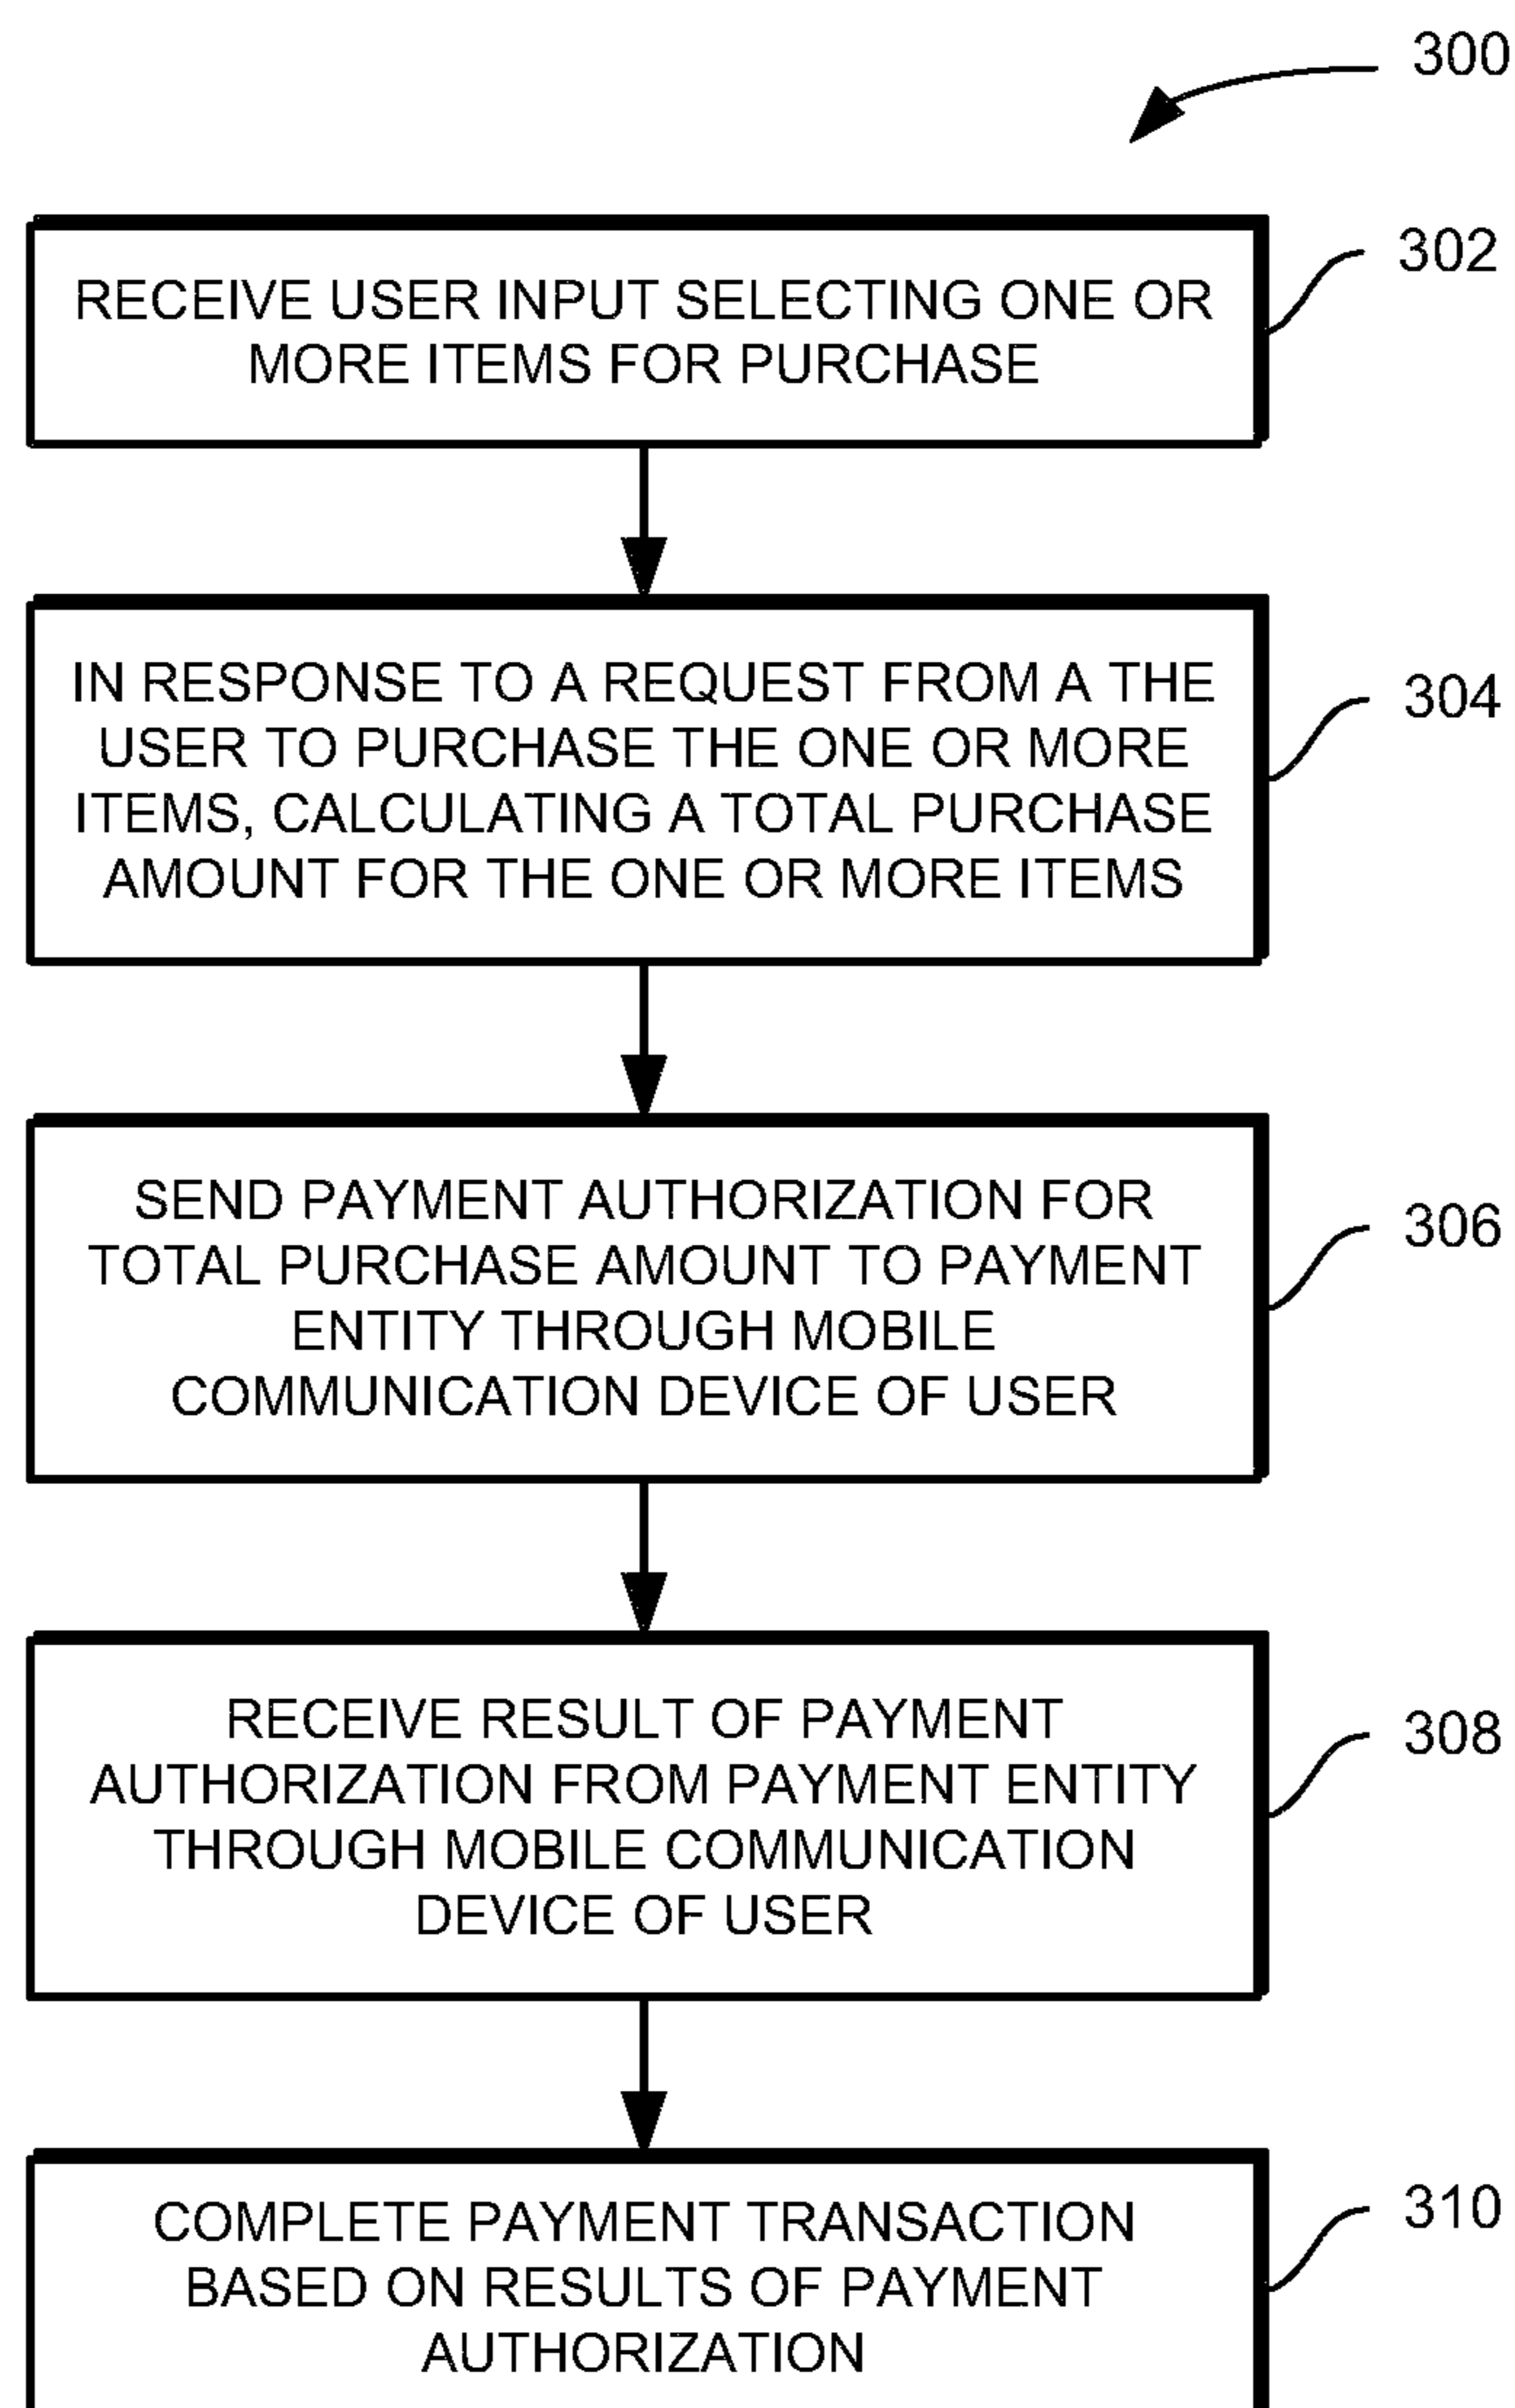 300
RECEIVE USER INPUT SELECTING ONE OR
MORE ITEMS FOR PURCHASE
302
IN RESPONSE TO A REQUEST FROM A THE
USER TO PURCHASE THE ONE OR MORE
ITEMS, CALCULATING A TOTAL PURCHASE
AMOUNT FOR THE ONE OR MORE ITEMS
304
SEND PAYMENT AUTHORIZATION FOR
TOTAL PURCHASE AMOUNT TO PAYMENT
ENTITY THROUGH MOBILE
COMMUNICATION DEVICE OF USER
306
RECEIVE RESULT OF PAYMENT
AUTHORIZATION FROM PAYMENT ENTITY
THROUGH MOBILE COMMUNICATION
DEVICE OF USER
308
COMPLETE PAYMENT TRANSACTION
BASED ON RESULTS OF PAYMENT
AUTHORIZATION
310